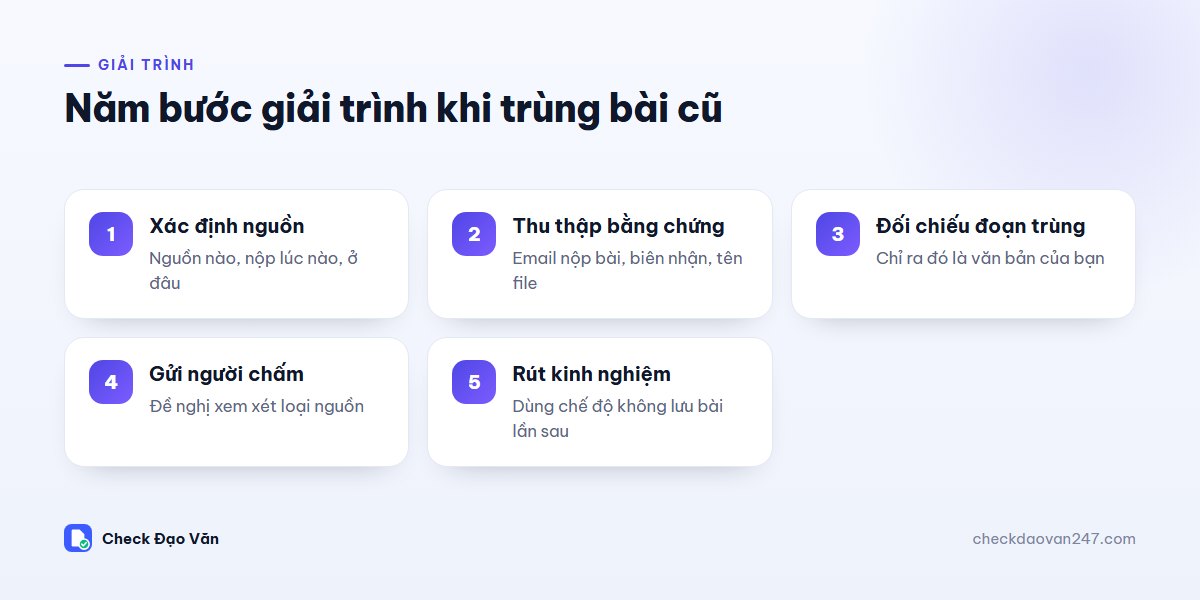 GIẢI TRÌNH
Năm bước giải trình khi trùng bài cũ
1
Xác định nguồn
Nguồn nào, nộp lúc nào, ở
đâu
2
Thu thập bằng chứng
Email nộp bài, biên nhận, tên
file
3
Đối chiếu đoạn trùng
Chỉ ra đó là văn bản của bạn
4
Gửi người chấm
Đề nghị xem xét loại nguồn
5
Rút kinh nghiệm
Dùng chế độ không lưu bài
lần sau
Check Đạo Văn
checkdaovan247.com